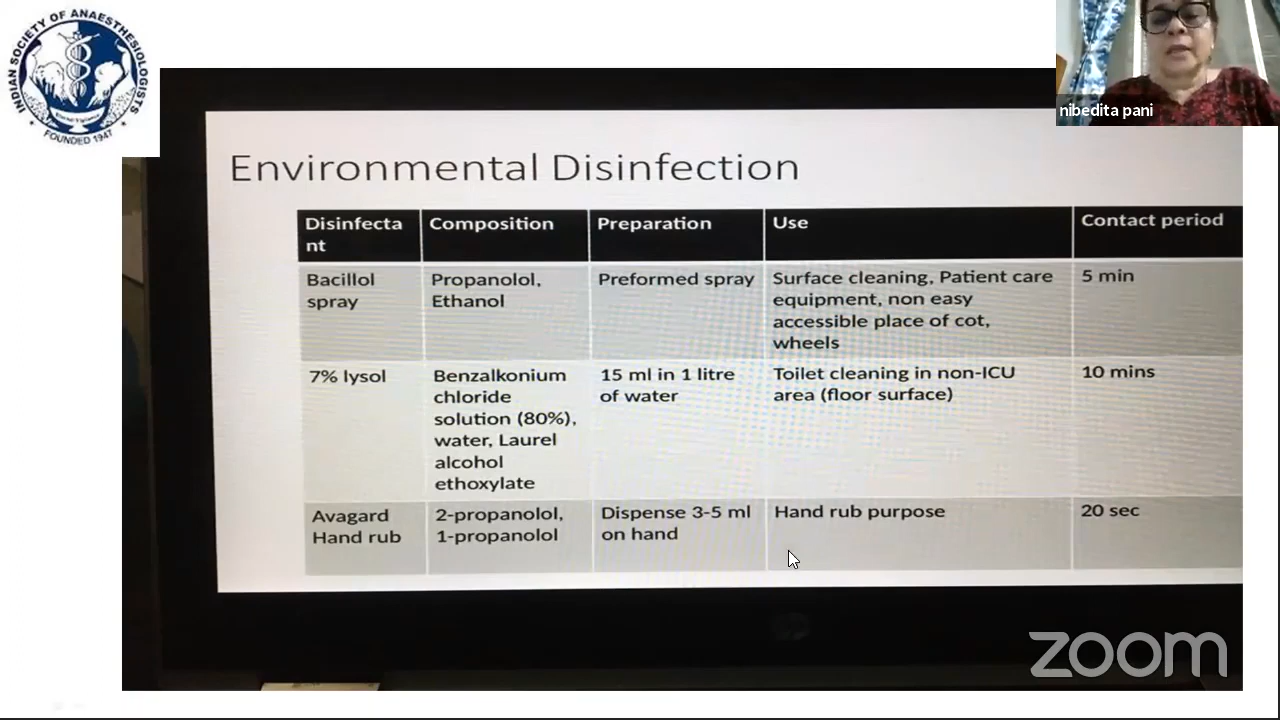 INDIAN SOCIETY OF ANAESTHESIOLOGISTS
FOUNDED 1947
nibedita pani
Environmental Disinfection
Disinfecta
nt
Composition
Preparation
Use
Contact period
Bacillol
spray
Propanolol,
Ethanol
Preformed spray
Surface cleaning, Patient care
equipment, non easy
accessible place of cot,
wheels
5 min
7% lysol
Benzalkonium
chloride
solution (80%),
water, Laurel
alcohol
ethoxylate
15 ml in 1 litre
of water
Toilet cleaning in non-ICU
area (floor surface)
10 mins
Avagard
Hand rub
2-propanolol,
1-propanolol
Dispense 3-5 ml
on hand
Hand rub purpose
20 sec
zoom